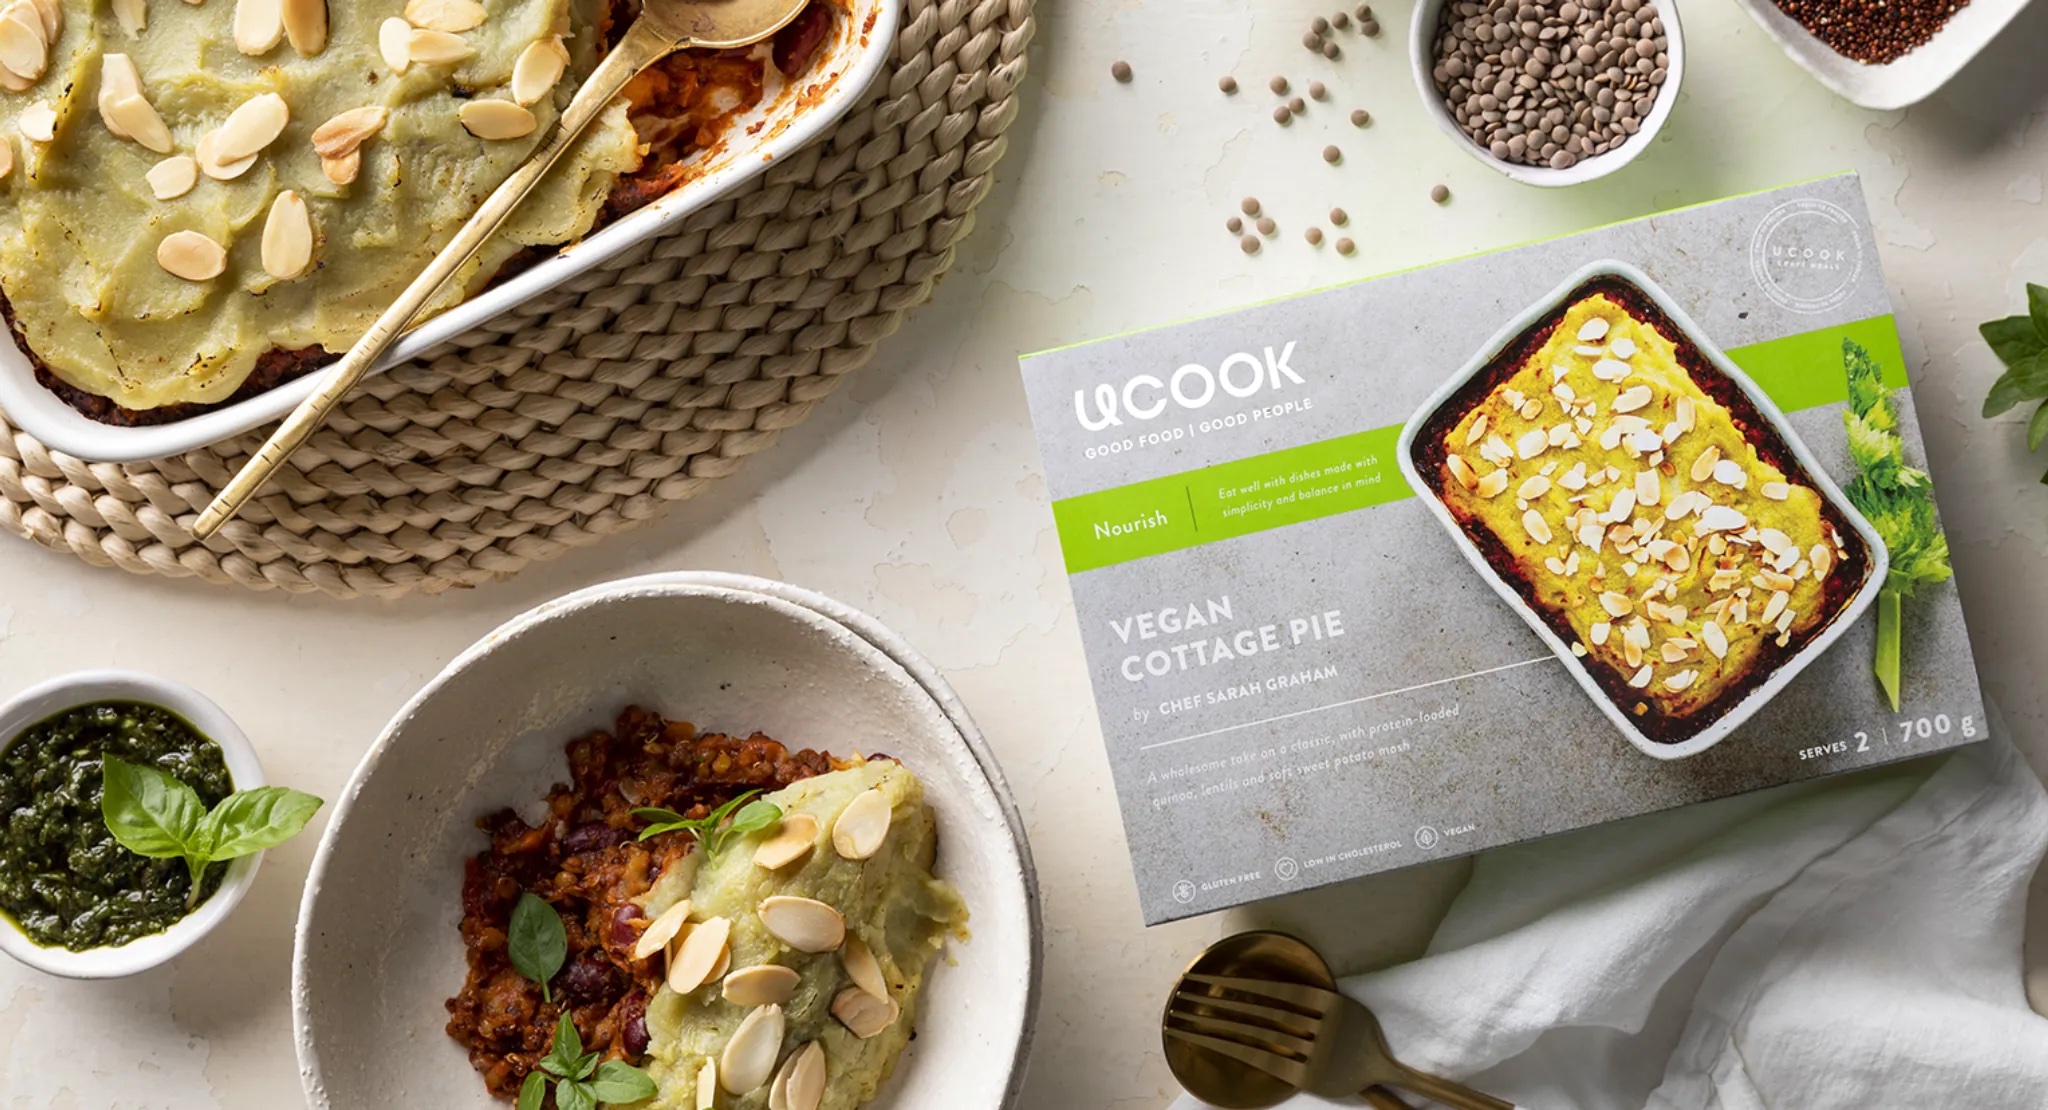 UCOOK
GOOD FOOD | GOOD PEOPLE
Nourish
Eat well with dishes made with
simplicity and balance in mind
VEGAN
COTTAGE PIE
by CHEF SARAH GRAHAM
A wholesome take on a classic, with protein-loaded
quinoa, lentils and soft sweet potato mash
GLUTEN FREE
LOW IN CHOLESTEROL
VEGAN
SERVES 2 | 700 g
UCOOK
CRAFT MEALS